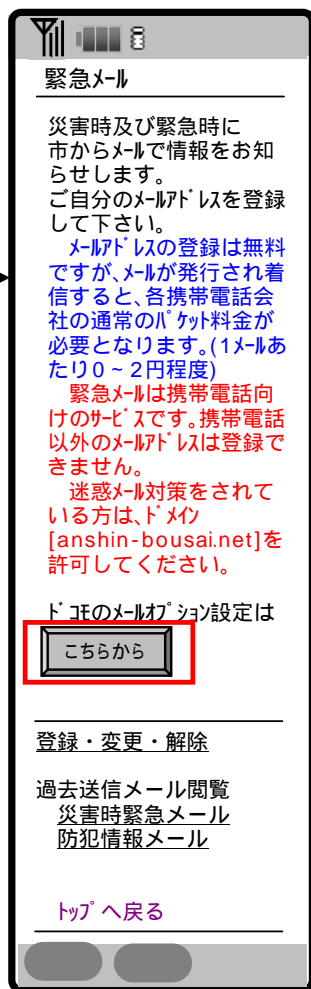 緊急ﾒｰﾙ
災害時及び緊急時に
市からﾒｰﾙで情報をお知
らせします。
ご自分のﾒｰﾙｱﾄﾞﾚｽを登録
して下さい。
ﾒｰﾙｱﾄﾞﾚｽの登録は無料
ですが、ﾒｰﾙが発行され着
信すると、各携帯電話会
社の通常のﾊﾟｹｯﾄ料金が
必要となります。(1ﾒｰﾙあ
たり0~2円程度)
緊急ﾒｰﾙは携帯電話向
けのｻｰﾋﾞｽです。携帯電話
以外のﾒｰﾙｱﾄﾞﾚｽは登録で
きません。
迷惑ﾒｰﾙ対策をされて
いる方は、ﾄﾞﾒｲﾝ
[anshin-bousai.net]を
許可してください。
ﾄﾞｺﾓのﾒｰﾙｵﾌﾟｼｮﾝ設定は
こちらから
登録・変更・解除
過去送信メール閲覧
災害時緊急メール
防犯情報メール
ﾄｯﾌﾟへ戻る